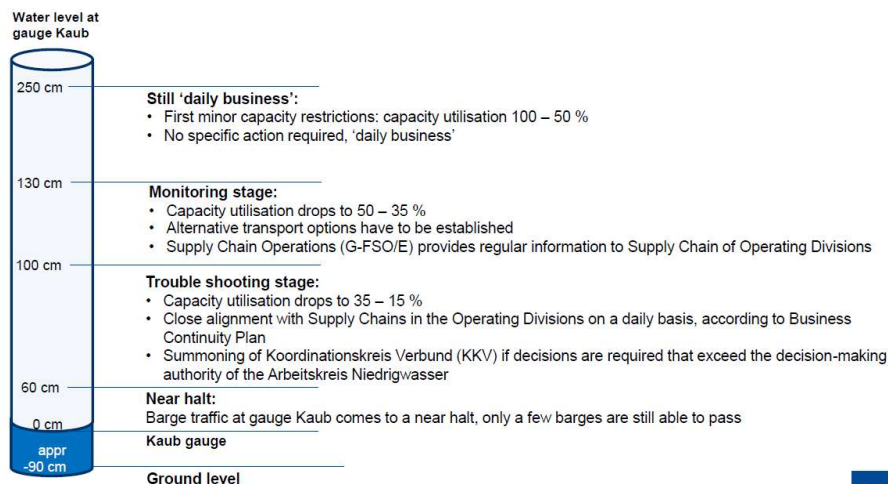 Water level at
gauge Kaub
250 cm
Still ‘daily business’:
• First minor capacity restrictions: capacity utilisation 100 – 50 %
• No specific action required, ‘daily business’
130 cm
Monitoring stage:
• Capacity utilisation drops to 50 – 35 %
• Alternative transport options have to be established
• Supply Chain Operations (G-FSO/E) provides regular information to Supply Chain of Operating Divisions
100 cm
Trouble shooting stage:
• Capacity utilisation drops to 35 – 15 %
• Close alignment with Supply Chains in the Operating Divisions on a daily basis, according to Business
Continuity Plan
• Summoning of Koordinationskreis Verbund (KKV) if decisions are required that exceed the decision-making
authority of the Arbeitskreis Niedrigwasser
60 cm
Near halt:
Barge traffic at gauge Kaub comes to a near halt, only a few barges are still able to pass
0 cm
Kaub gauge
appr
-90 cm
Ground level